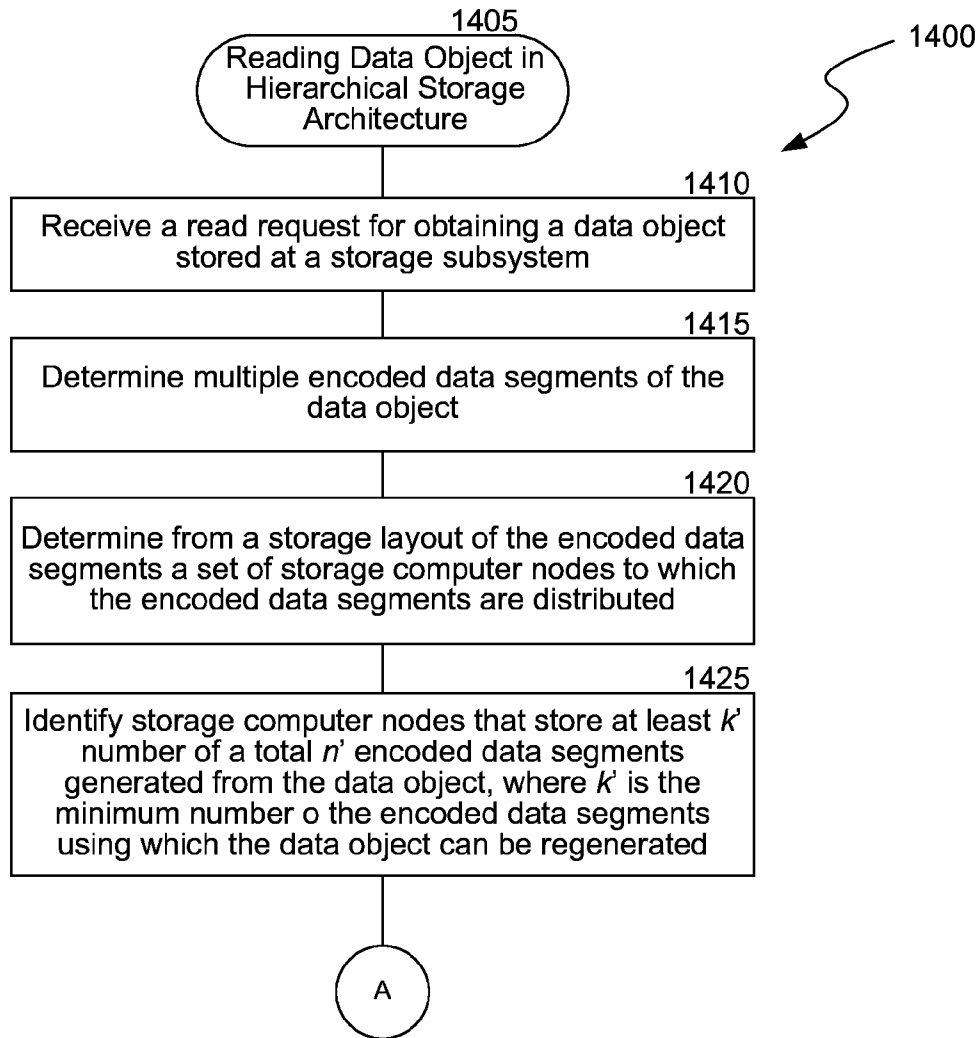 1405
1400
Reading Data Object in
Hierarchical Storage
Architecture
1410
Receive a read request for obtaining a data object
stored at a storage subsystem
1415
Determine multiple encoded data segments of the
data object
1420
Determine from a storage layout of the encoded data
segments a set of storage computer nodes to which
the encoded data segments are distributed
1425
Identify storage computer nodes that store at least k'
number of a total n' encoded data segments
generated from the data object, where k' is the
minimum number o the encoded data segments
using which the data object can be regenerated
A